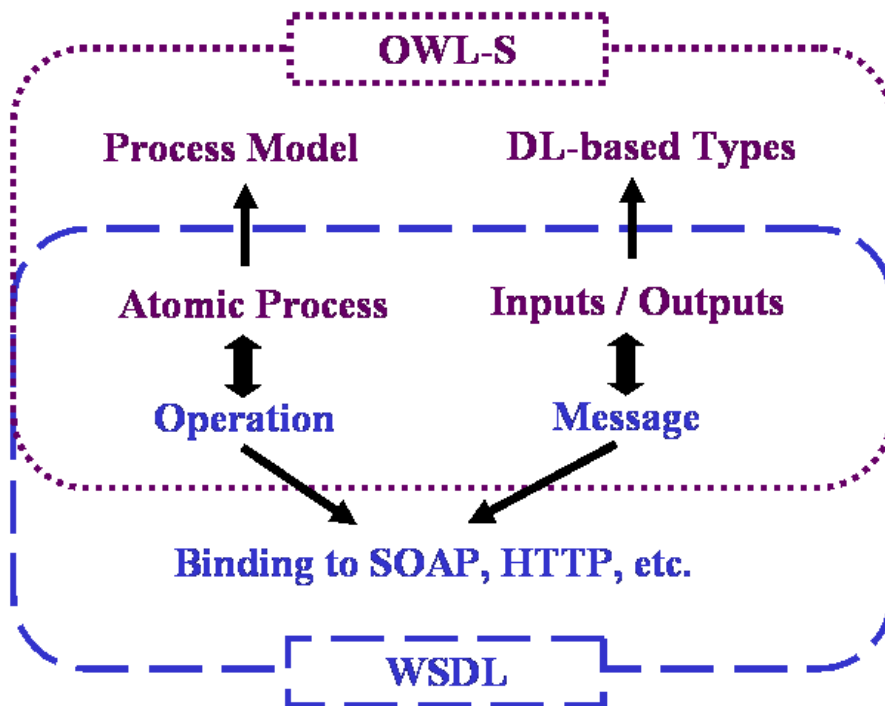 OWL-S
Process Model
DL-based Types
Atomic Process
Inputs / Outputs
Operation
Message
Binding to SOAP, HTTP, etc.
WSDL